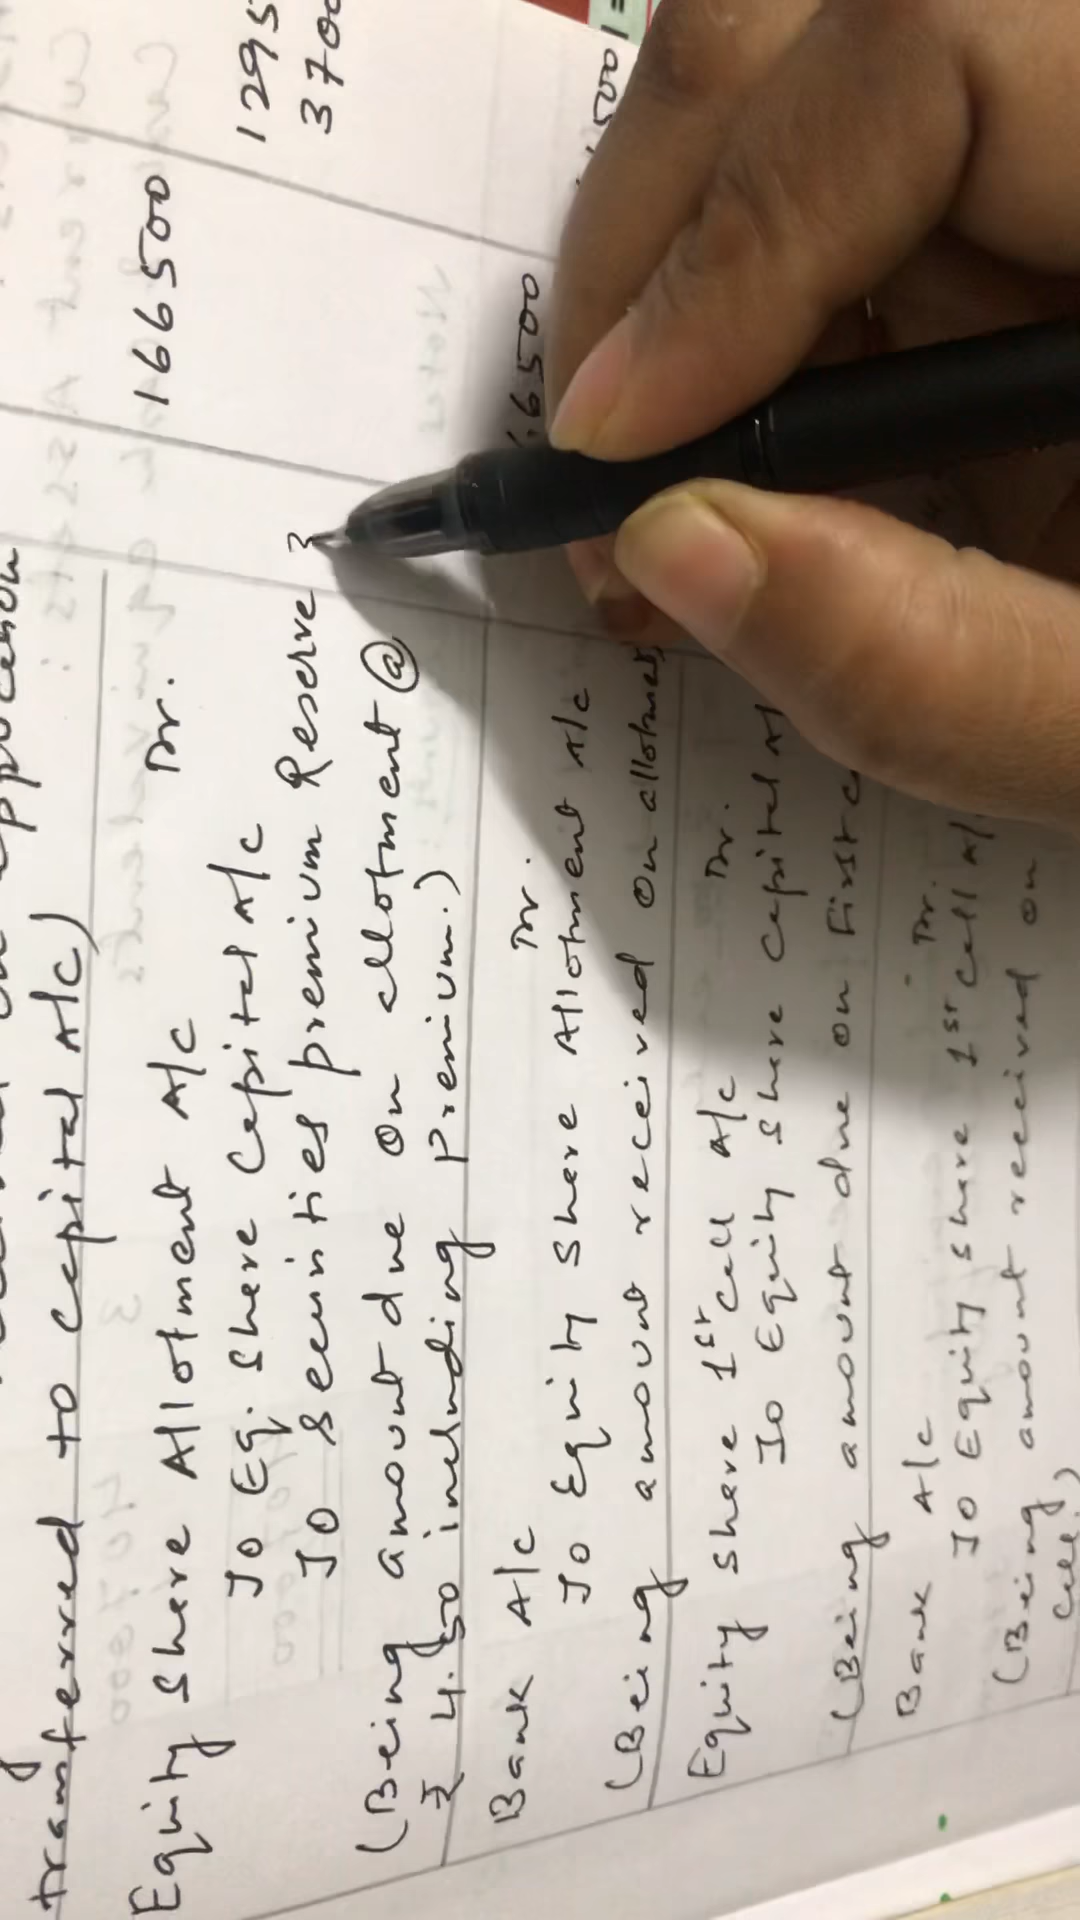 transferred to capital A/c)
Equity Share Allotment A/c Dr. 166500
To Eq. Share Capital A/c 1295
To Securities premium Reserve 370
(Being amount due on allotment @
₹ 4.50 including Premium.)
Bank A/c Dr. 6500
To Equity Share Allotment A/c 500
(Being amount received on allotment
Equity Share 1st Call A/c Dr.
To Equity Share Capital A/
(Being amount due on First C
Bank A/c Dr.
To Equity Share 1st Call A/
(Being amount received on
Call)